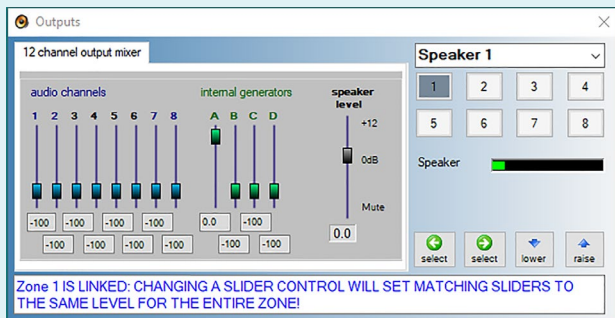 Outputs
12 channel output mixer
Speaker 1
audio channels
internal generators
speaker
level
1 2 3 4 5 6 7 8
A B C D
+12
0dB
Mute
-100 -100 -100 -100
0.0 -100
-100 -100 -100 -100
-100 -100
0.0
1 2 3 4
5 6 7 8
Speaker
select select lower raise
Zone 1 IS LINKED: CHANGING A SLIDER CONTROL WILL SET MATCHING SLIDERS TO
THE SAME LEVEL FOR THE ENTIRE ZONE!